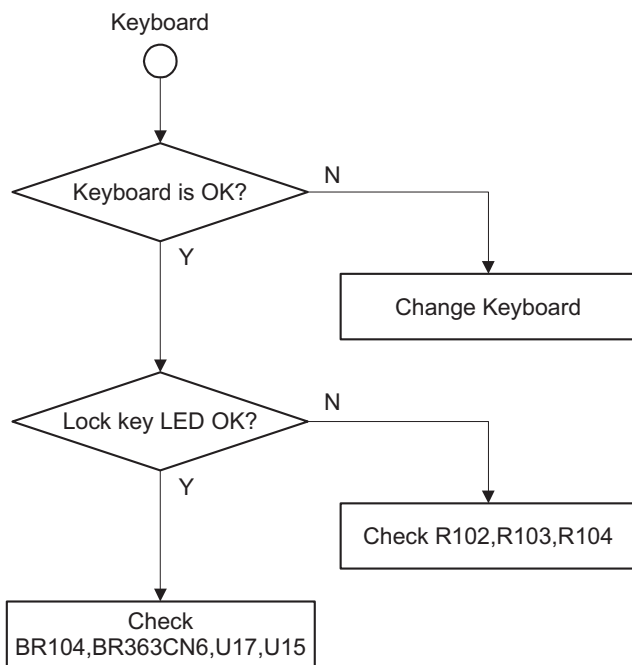 Keyboard
Keyboard is OK?
N
Y
Change Keyboard
Lock key LED OK?
N
Y
Check R102,R103,R104
Check
BR104,BR363CN6,U17,U15